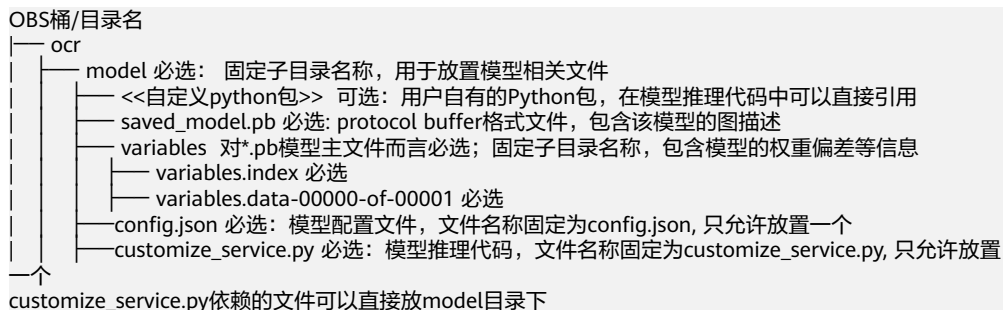 OBS桶/目录名
|── ocr
|    ├── model 必选： 固定子目录名称，用于放置模型相关文件
|    |    ├── <<自定义python包>>  可选：用户自有的Python包，在模型推理代码中可以直接引用
|    |    ├── saved_model.pb 必选: protocol buffer格式文件，包含该模型的图描述
|    |    ├── variables  对*.pb模型主文件而言必选；固定子目录名称，包含模型的权重偏差等信息
|    |    |    ├── variables.index 必选
|    |    |    ├── variables.data-00000-of-00001 必选
|    |    ├──config.json 必选：模型配置文件，文件名称固定为config.json, 只允许放置一个
|    |    ├──customize_service.py 必选：模型推理代码，文件名称固定为customize_service.py, 只允许放置
一个
customize_service.py依赖的文件可以直接放model目录下